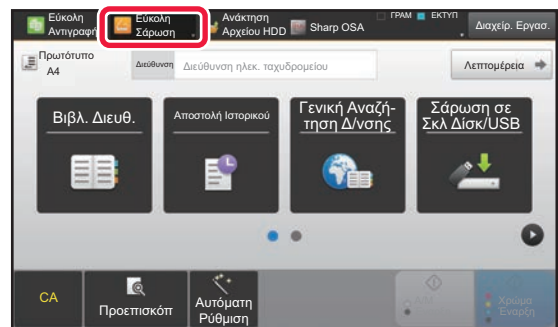 Εύκολη
Αντιγραφή
Εύκολη
Σάρωση
Ανάκτηση
Αρχείου HDD
Sharp OSA
ΓΡΑΜ
ΕΚΤΥΠ
Διαχείρ. Εργασ.
Πρωτότυπο
A4
Διεύθυνση
Διεύθυνση ηλεκ. ταχυδρομείου
Λεπτομέρεια
Βιβλ. Διευθ.
Αποστολή Ιστορικού
Γενική Αναζή-
τηση Δ/νσης
Σάρωση σε
Σκλ Δίσκ/USB
CA
Προεπισκόπ
Αυτόματη
Ρύθμιση
Χρώμα
Έναρξη